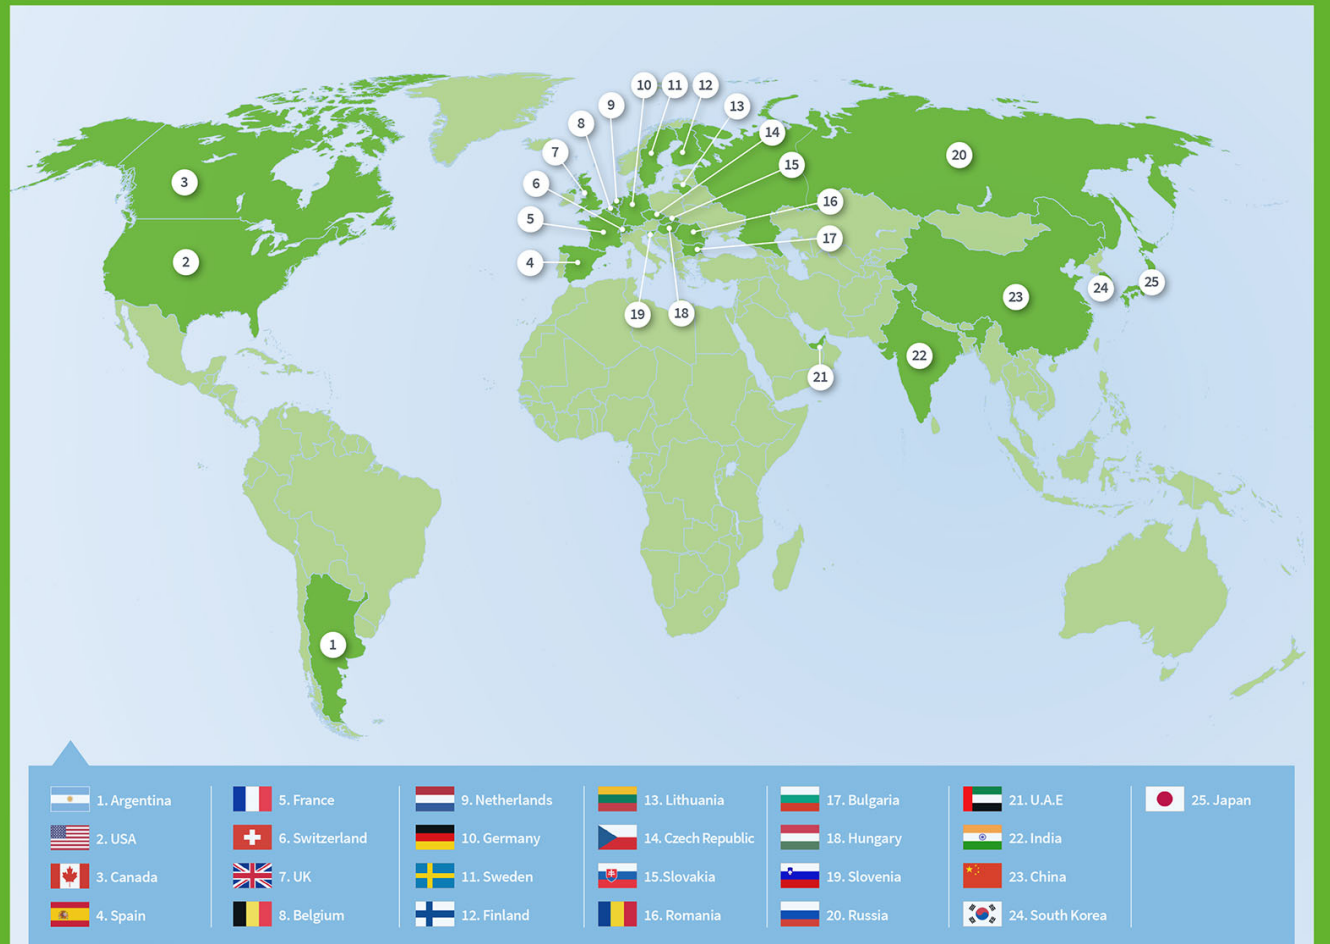 10
11
12
9
13
8
14
7
20
15
3
6
16
5
17
2
4
25
24
23
19
18
22
21
1
1. Argentina
2. USA
3. Canada
4. Spain
5. France
6. Switzerland
7. UK
8. Belgium
9. Netherlands
10. Germany
11. Sweden
12. Finland
13. Lithuania
14. Czech Republic
15.Slovakia
16. Romania
17. Bulgaria
18. Hungary
19. Slovenia
20. Russia
21. U.A.E
22. India
23. China
24. South Korea
25. Japan